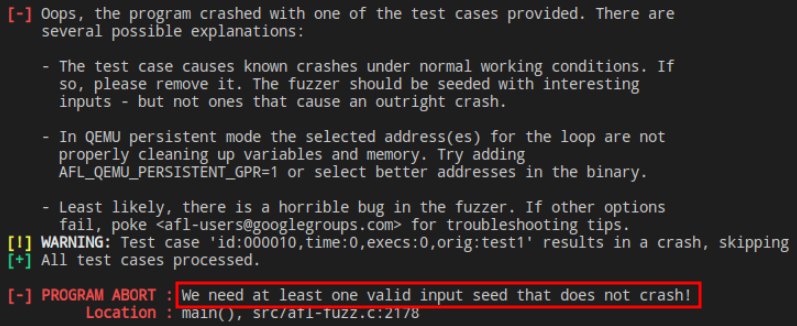 [-] Oops, the program crashed with one of the test cases provided. There are
several possible explanations:
- The test case causes known crashes under normal working conditions. If
so, please remove it. The fuzzer should be seeded with interesting
inputs - but not ones that cause an outright crash.
- In QEMU persistent mode the selected address(es) for the loop are not
properly cleaning up variables and memory. Try adding
AFL_QEMU_PERSISTENT_GPR=1 or select better addresses in the binary.
- Least likely, there is a horrible bug in the fuzzer. If other options
fail, poke <afl-users@googlegroups.com> for troubleshooting tips.
[!] WARNING: Test case 'id:000010,time:0,execs:0,orig:test1' results in a crash, skipping
[+] All test cases processed.
[-] PROGRAM ABORT : We need at least one valid input seed that does not crash!
Location : main(), src/afl-fuzz.c:2178